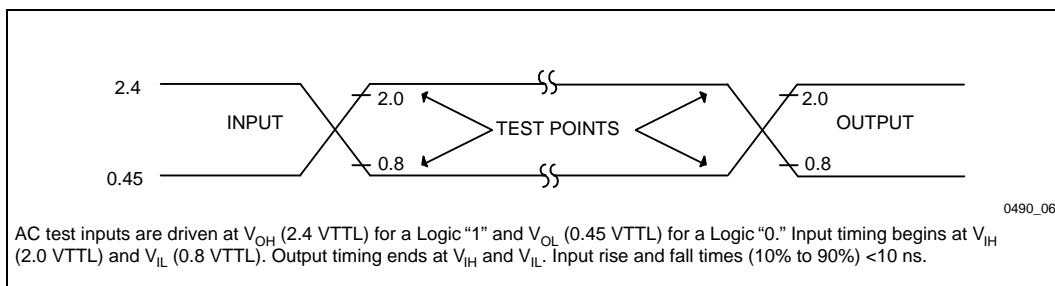 2.4
2.0
2.0
INPUT
TEST POINTS
OUTPUT
0.8
0.8
0.45
0490_06
AC test inputs are driven at VOH (2.4 VTTL) for a Logic “1” and VOL (0.45 VTTL) for a Logic “0.” Input timing begins at VIH
(2.0 VTTL) and VIL (0.8 VTTL). Output timing ends at VIH and VIL. Input rise and fall times (10% to 90%) <10 ns.